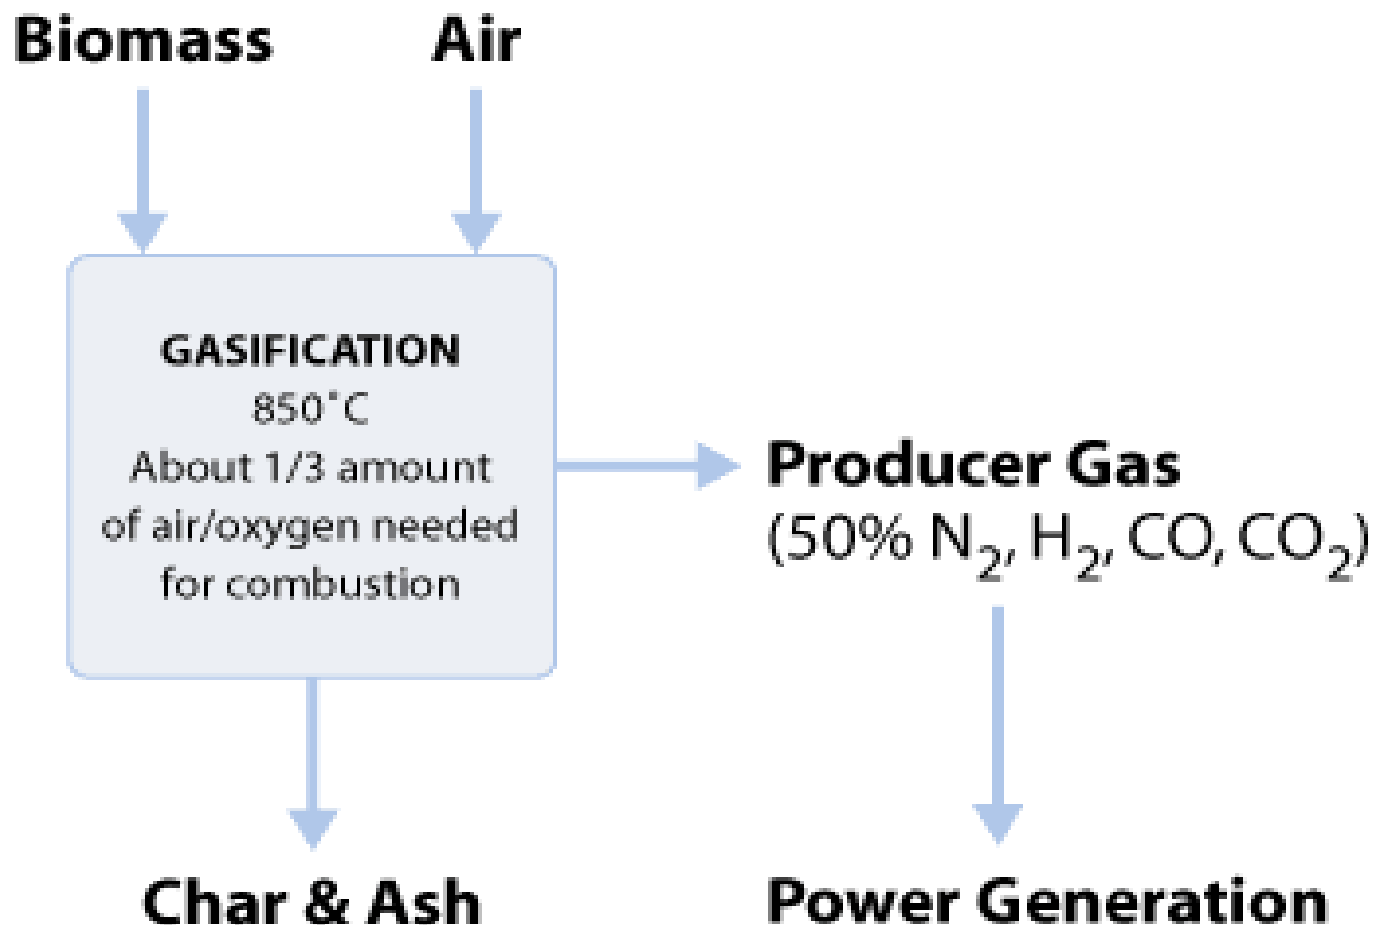 Biomass
Air
GASIFICATION
850˚C
About 1/3 amount
of air/oxygen needed
for combustion
Producer Gas
(50% N₂, H₂, CO, CO₂)
Char & Ash
Power Generation